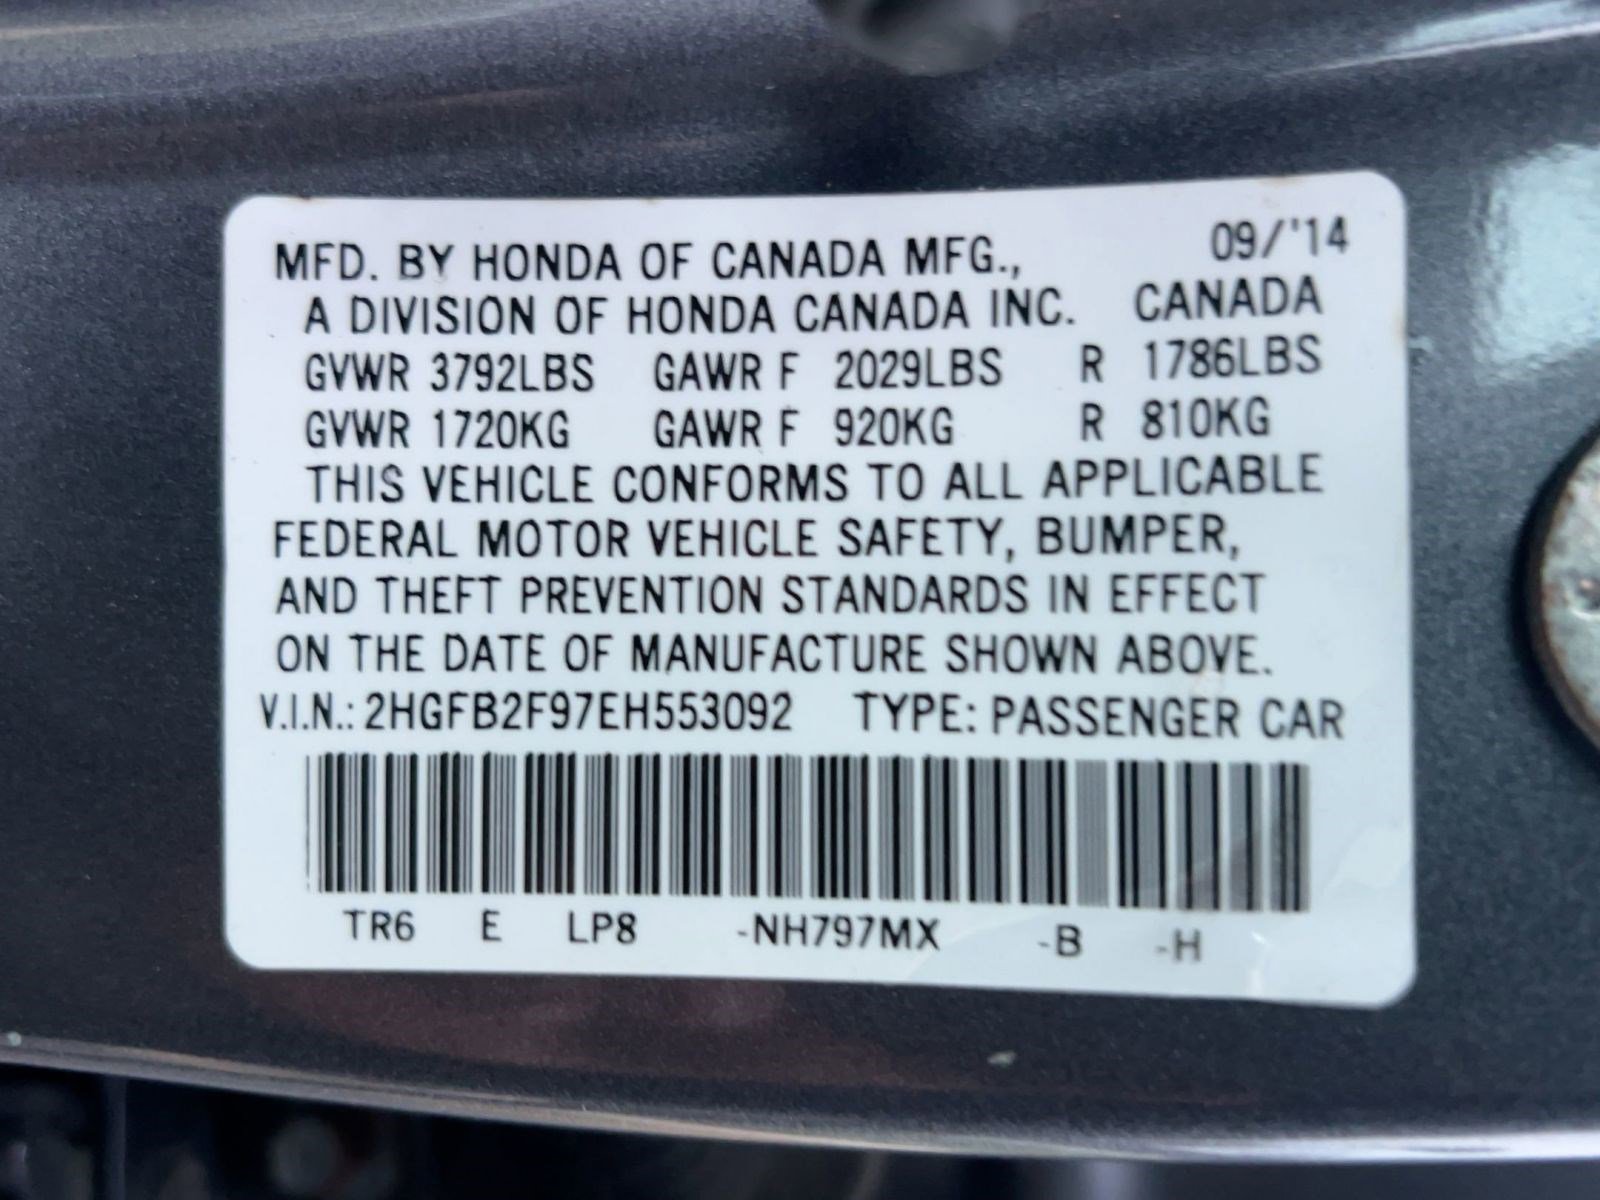 MFD. BY HONDA OF CANADA MFG., 09/'14
A DIVISION OF HONDA CANADA INC. CANADA
GVWR 3792LBS GAWR F 2029LBS R 1786LBS
GVWR 1720KG GAWR F 920KG R 810KG
THIS VEHICLE CONFORMS TO ALL APPLICABLE
FEDERAL MOTOR VEHICLE SAFETY, BUMPER,
AND THEFT PREVENTION STANDARDS IN EFFECT
ON THE DATE OF MANUFACTURE SHOWN ABOVE.
V.I.N.: 2HGFB2F97EH553092 TYPE: PASSENGER CAR
TR6 E LP8 -NH797MX -B -H